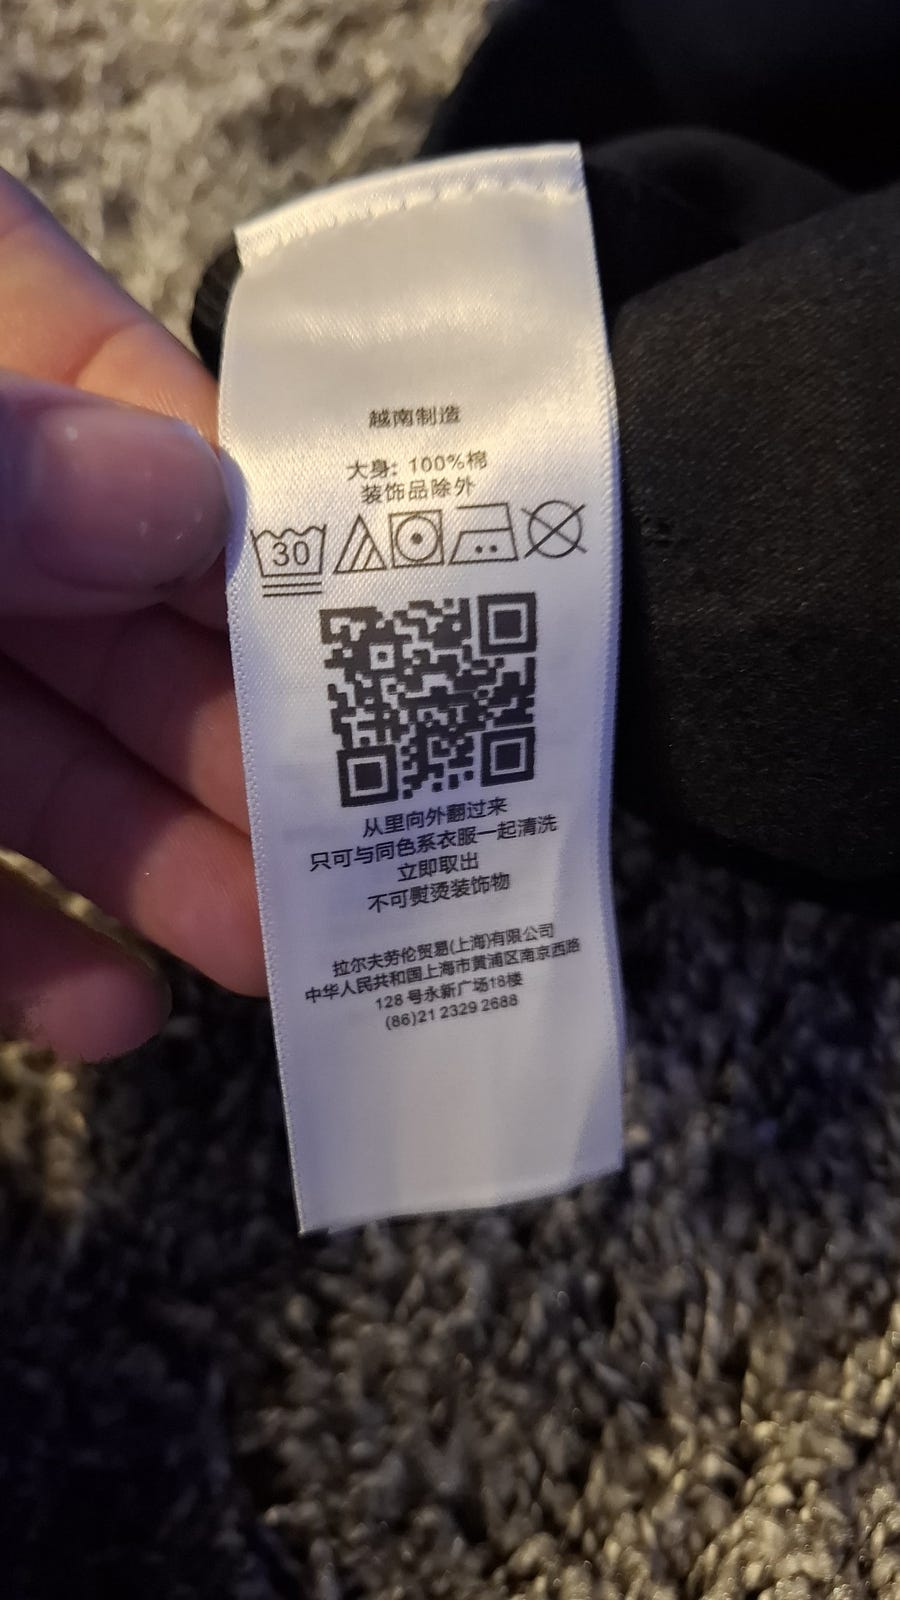 越南制造
大身: 100%棉
装饰品除外
30
从里向外翻过来
只可与同色系衣服一起清洗
立即取出
不可熨烫装饰物
拉尔夫劳伦贸易(上海)有限公司
中华人民共和国上海市黄浦区南京西路
128 号永新广场18楼
(86)21 2329 2688